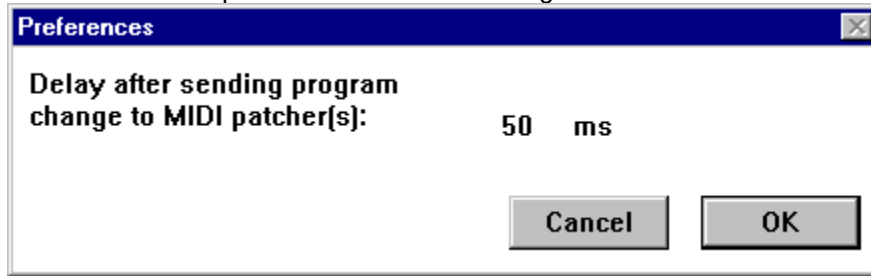 Preferences
Delay after sending program
change to MIDI patcher(s):
50 ms
Cancel OK